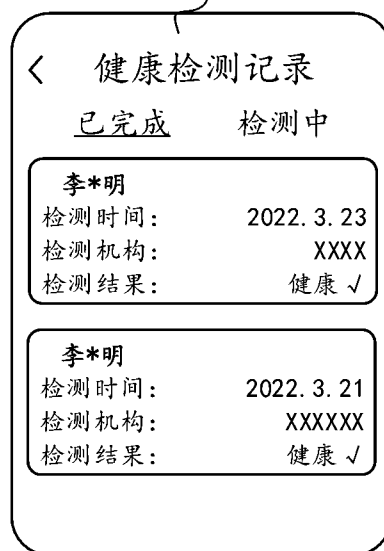 健康检测记录
已完成 检测中
李*明
检测时间: 2022.3.23
检测机构: XXXX
检测结果: 健康 √
李*明
检测时间: 2022.3.21
检测机构: XXXXXX
检测结果: 健康 √